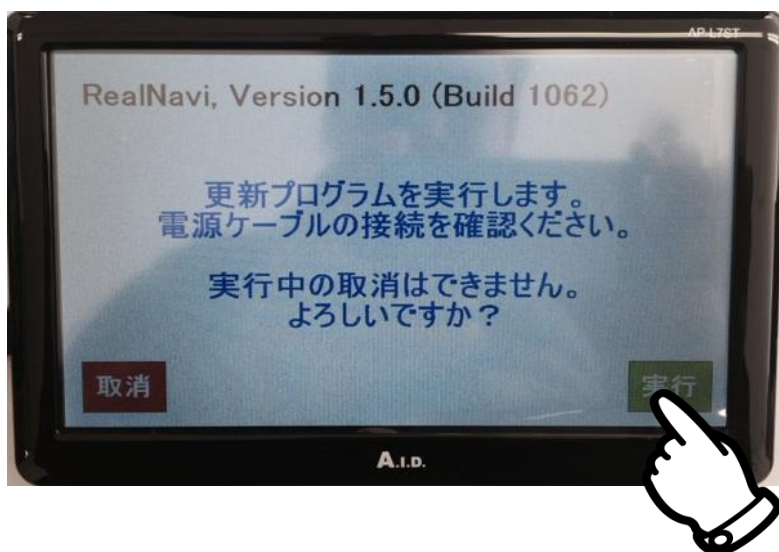 AP-L7ST
RealNavi, Version 1.5.0 (Build 1062)
更新プログラムを実行します。
電源ケーブルの接続を確認ください。
実行中の取消はできません。
よろしいですか？
取消
実行
A.I.D.